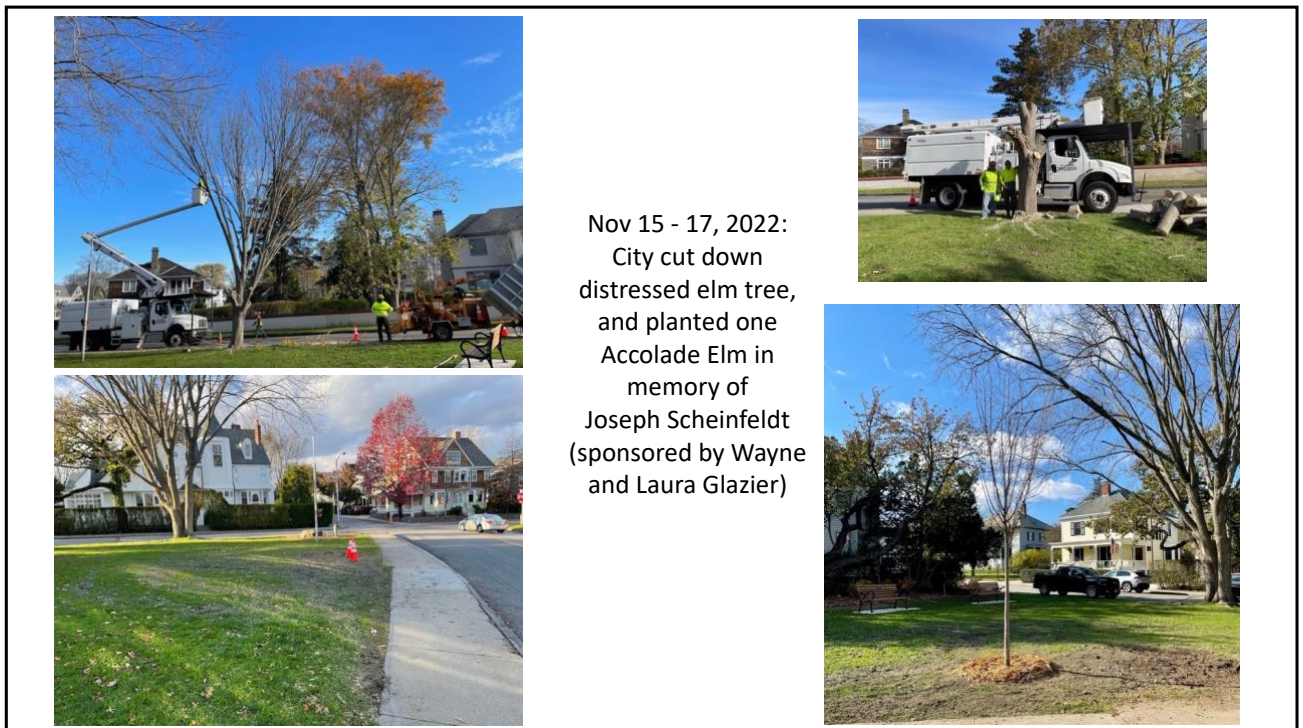 Nov 15 - 17, 2022:
City cut down
distressed elm tree,
and planted one
Accolade Elm in
memory of
Joseph Scheinfeldt
(sponsored by Wayne
and Laura Glazier)